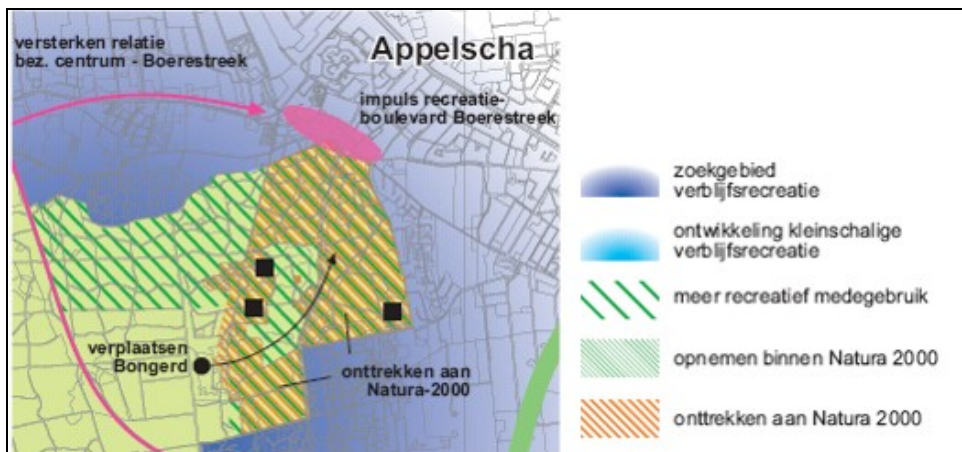 versterken relatie
bez. centrum - Boerestreek
Appelscha
impuls recreatie-
boulevard Boerestreek
verplaatsen
Bongerd
onttrekken aan
Natura-2000
zoekgebied
verblijfsrecreatie
ontwikkeling kleinschalige
verblijfsrecreatie
meer recreatief medegebruik
opnemen binnen Natura 2000
onttrekken aan Natura 2000